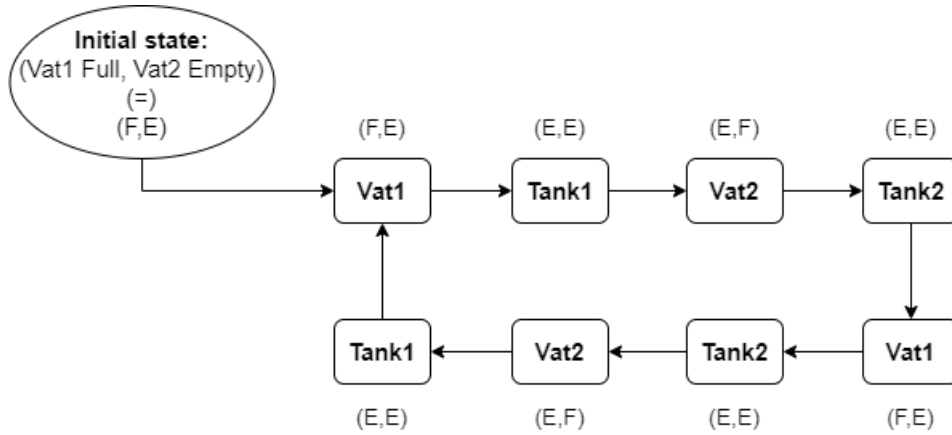 Initial state:
(Vat1 Full, Vat2 Empty)
(=)
(F,E)
(F,E)
(E,E)
(E,F)
(E,E)
Vat1
Tank1
Vat2
Tank2
Tank1
Vat2
Tank2
Vat1
(E,E)
(E,F)
(E,E)
(F,E)